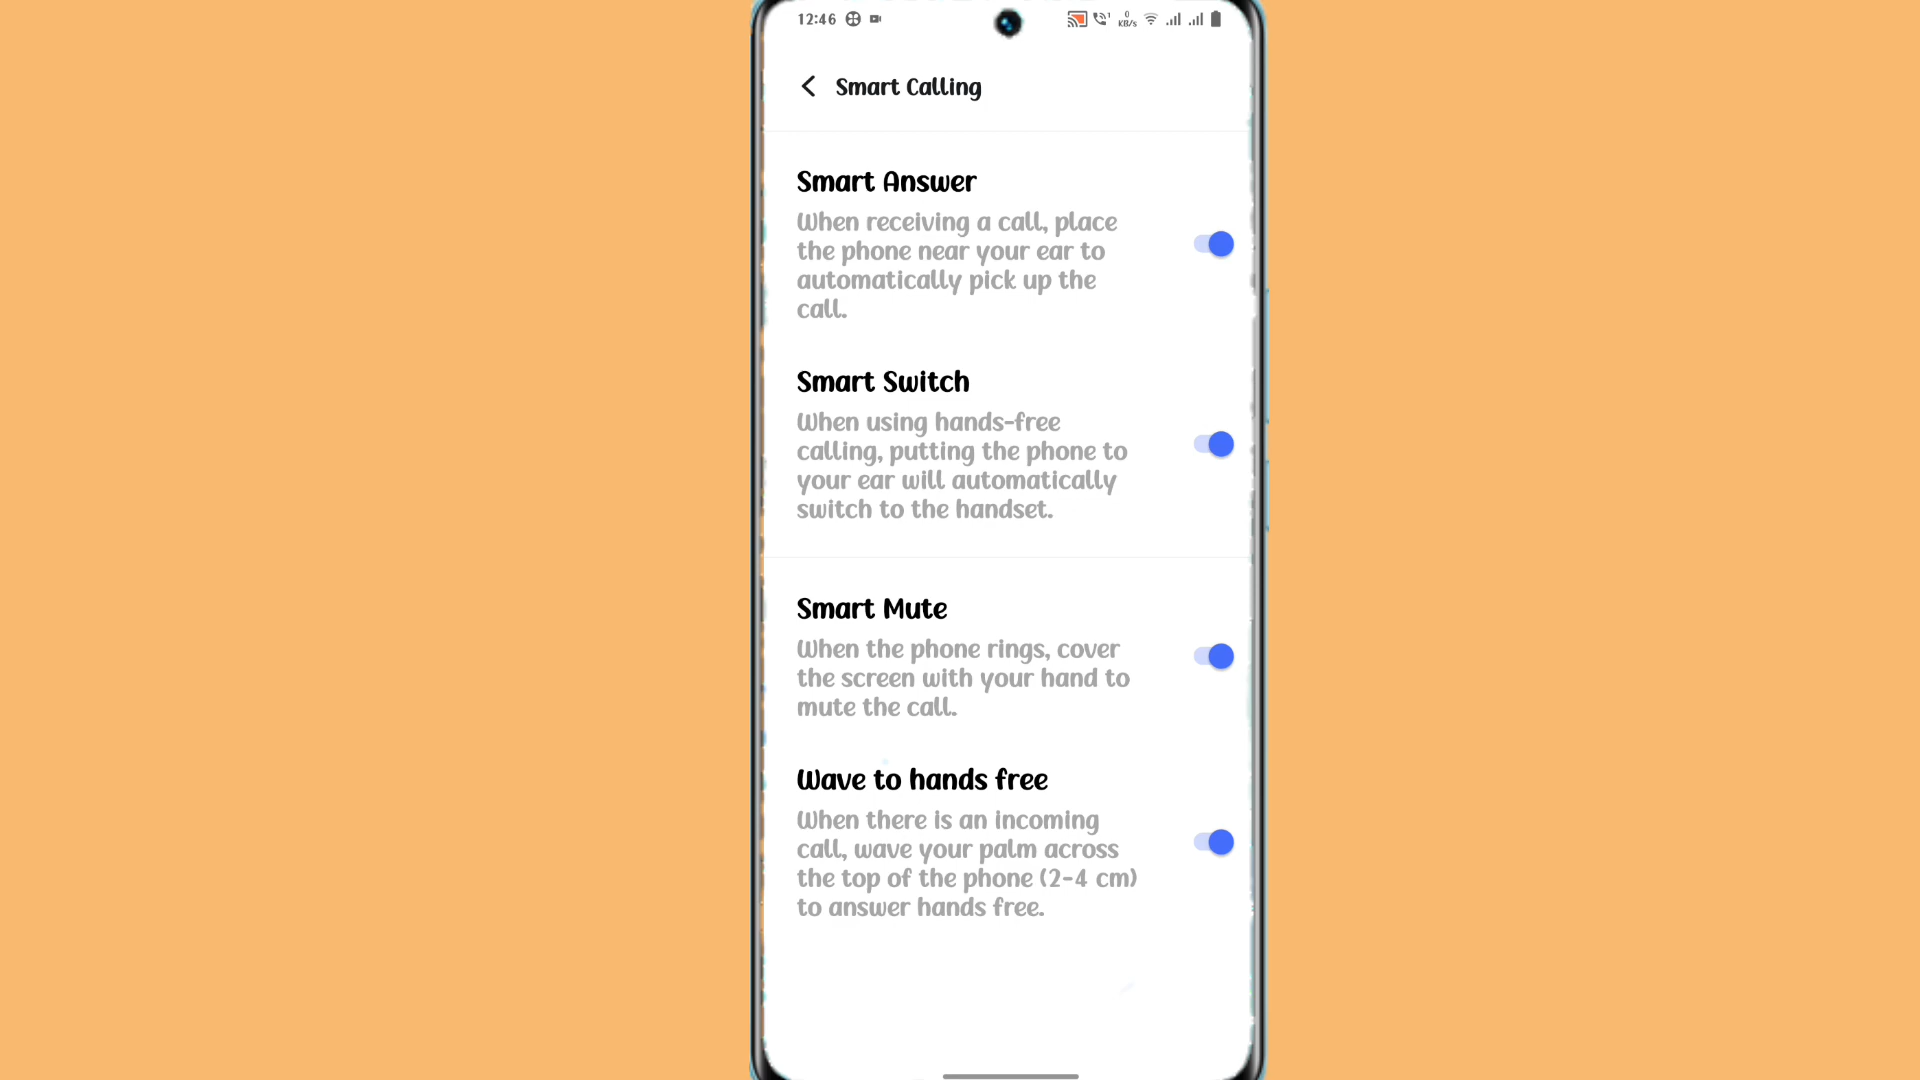 12:46
0
KB/s
Smart Calling
Smart Answer
When receiving a call, place
the phone near your ear to
automatically pick up the
call.
Smart Switch
When using hands-free
calling, putting the phone to
your ear will automatically
switch to the handset.
Smart Mute
When the phone rings, cover
the screen with your hand to
mute the call.
Wave to hands free
When there is an incoming
call, wave your palm across
the top of the phone (2-4 cm)
to answer hands free.